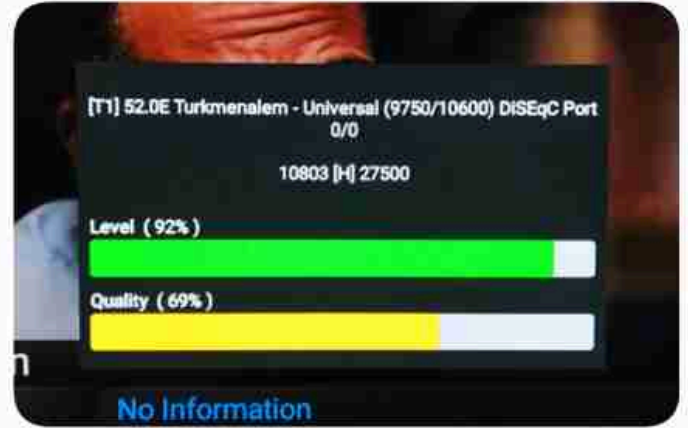 [T1] 52.0E Turkmenalem - Universal (9750/10600) DiSEqC Port
0/0
10803 [H] 27500
Level ( 92% )
Quality ( 69% )
n
No Information